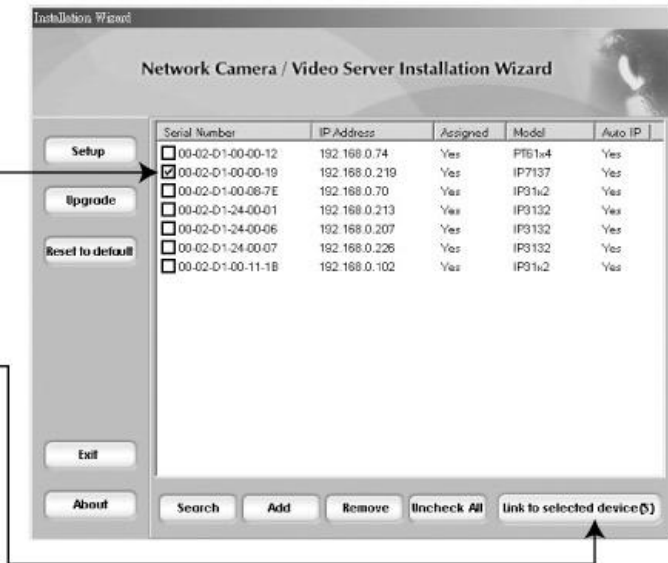 Installation Wizard
Network Camera / Video Server Installation Wizard
Serial Number IP Address Assigned Model Auto IP
Setup
00-02-D1-00-00-12 192.168.0.74 Yes PT61x4 Yes
00-02-D1-00-00-19 192.168.0.219 Yes IP7137 Yes
Upgrade
00-02-D1-00-08-7E 192.168.0.70 Yes IP31x2 Yes
00-02-D1-24-00-01 192.168.0.213 Yes IP3132 Yes
00-02-D1-24-00-06 192.168.0.207 Yes IP3132 Yes
Reset to default
00-02-D1-24-00-07 192.168.0.226 Yes IP3132 Yes
00-02-D1-00-11-1B 192.168.0.102 Yes IP31x2 Yes
Exit
About
Search Add Remove Uncheck All Link to selected device(S)